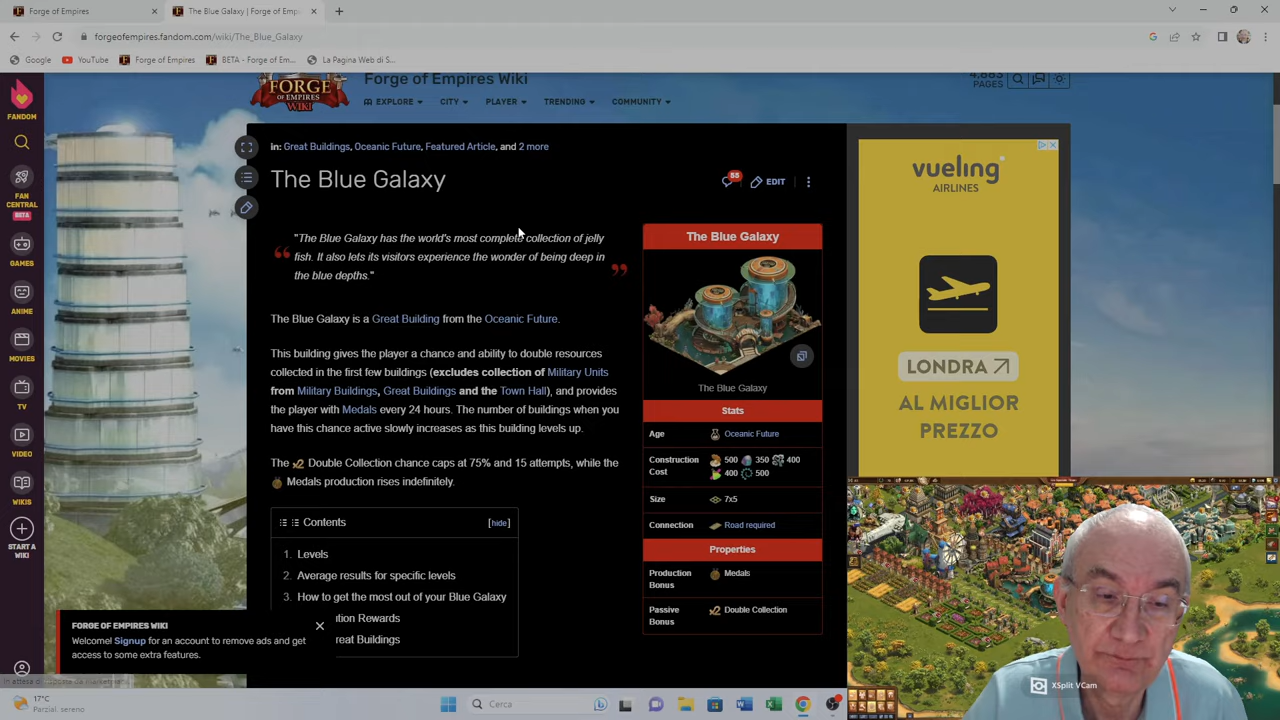 Forge of Empires
The Blue Galaxy | Forge of Emp
forgeofempires.fandom.com/wiki/The_Blue_Galaxy
Google
YouTube
Forge of Empires
BETA - Forge of Em...
La Pagina Web di S...
FORGE
OF EMPIRES
WIKI
Forge of Empires Wiki
4,883
PAGES
EXPLORE
CITY
PLAYER
TRENDING
COMMUNITY
FANDOM
FAN
CENTRAL
BETA
GAMES
ANIME
MOVIES
TV
VIDEO
WIKIS
START A
WIKI
in: Great Buildings, Oceanic Future, Featured Article, and 2 more
The Blue Galaxy
55
EDIT
"The Blue Galaxy has the world's most complete collection of jelly
fish. It also lets its visitors experience the wonder of being deep in
the blue depths."
The Blue Galaxy is a Great Building from the Oceanic Future.
This building gives the player a chance and ability to double resources
collected in the first few buildings (excludes collection of Military Units
from Military Buildings, Great Buildings and the Town Hall), and provides
the player with Medals every 24 hours. The number of buildings when you
have this chance active slowly increases as this building levels up.
The x2 Double Collection chance caps at 75% and 15 attempts, while the
Medals production rises indefinitely.
Contents [hide]
1. Levels
2. Average results for specific levels
3. How to get the most out of your Blue Galaxy
tion Rewards
reat Buildings
The Blue Galaxy
The Blue Galaxy
Stats
Age Oceanic Future
Construction Cost 500 350 400
400 500
Size 7x5
Connection Road required
Properties
Production Bonus Medals
Passive Bonus x2 Double Collection
vueling
AIRLINES
LONDRA
AL MIGLIOR
PREZZO
FORGE OF EMPIRES WIKI
Welcome! Signup for an account to remove ads and get
access to some extra features.
17°C
Parzial. sereno
Cerca
XSplit VCam